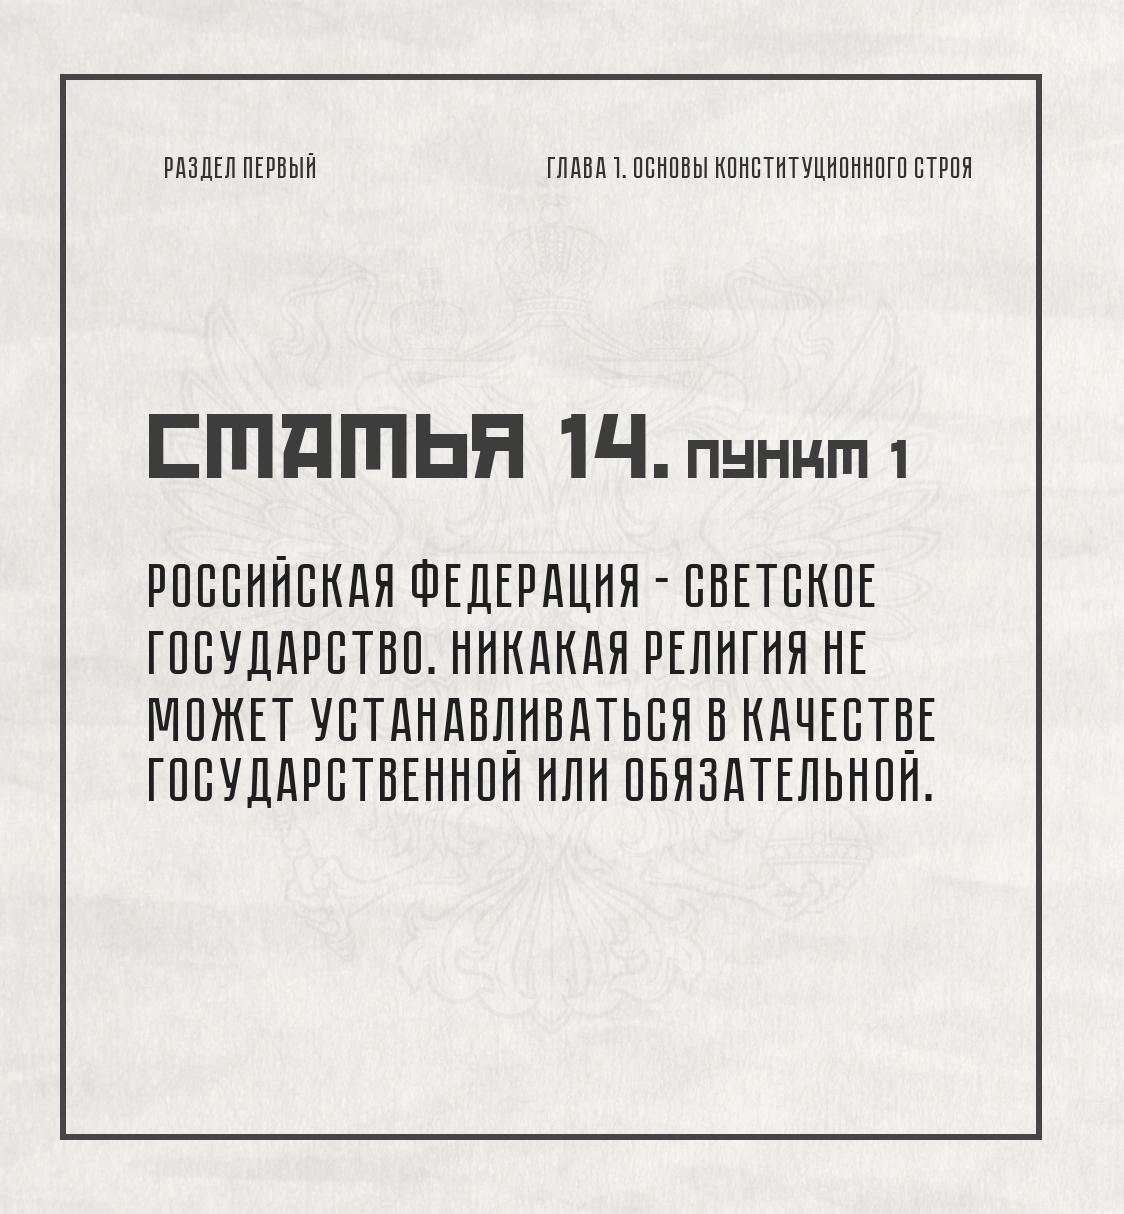 РАЗДЕЛ ПЕРВЫЙ
ГЛАВА 1. ОСНОВЫ КОНСТИТУЦИОННОГО СТРОЯ
СТАТЬЯ 14. ПУНКТ 1
РОССИЙСКАЯ ФЕДЕРАЦИЯ - СВЕТСКОЕ
ГОСУДАРСТВО. НИКАКАЯ РЕЛИГИЯ НЕ
МОЖЕТ УСТАНАВЛИВАТЬСЯ В КАЧЕСТВЕ
ГОСУДАРСТВЕННОЙ ИЛИ ОБЯЗАТЕЛЬНОЙ.